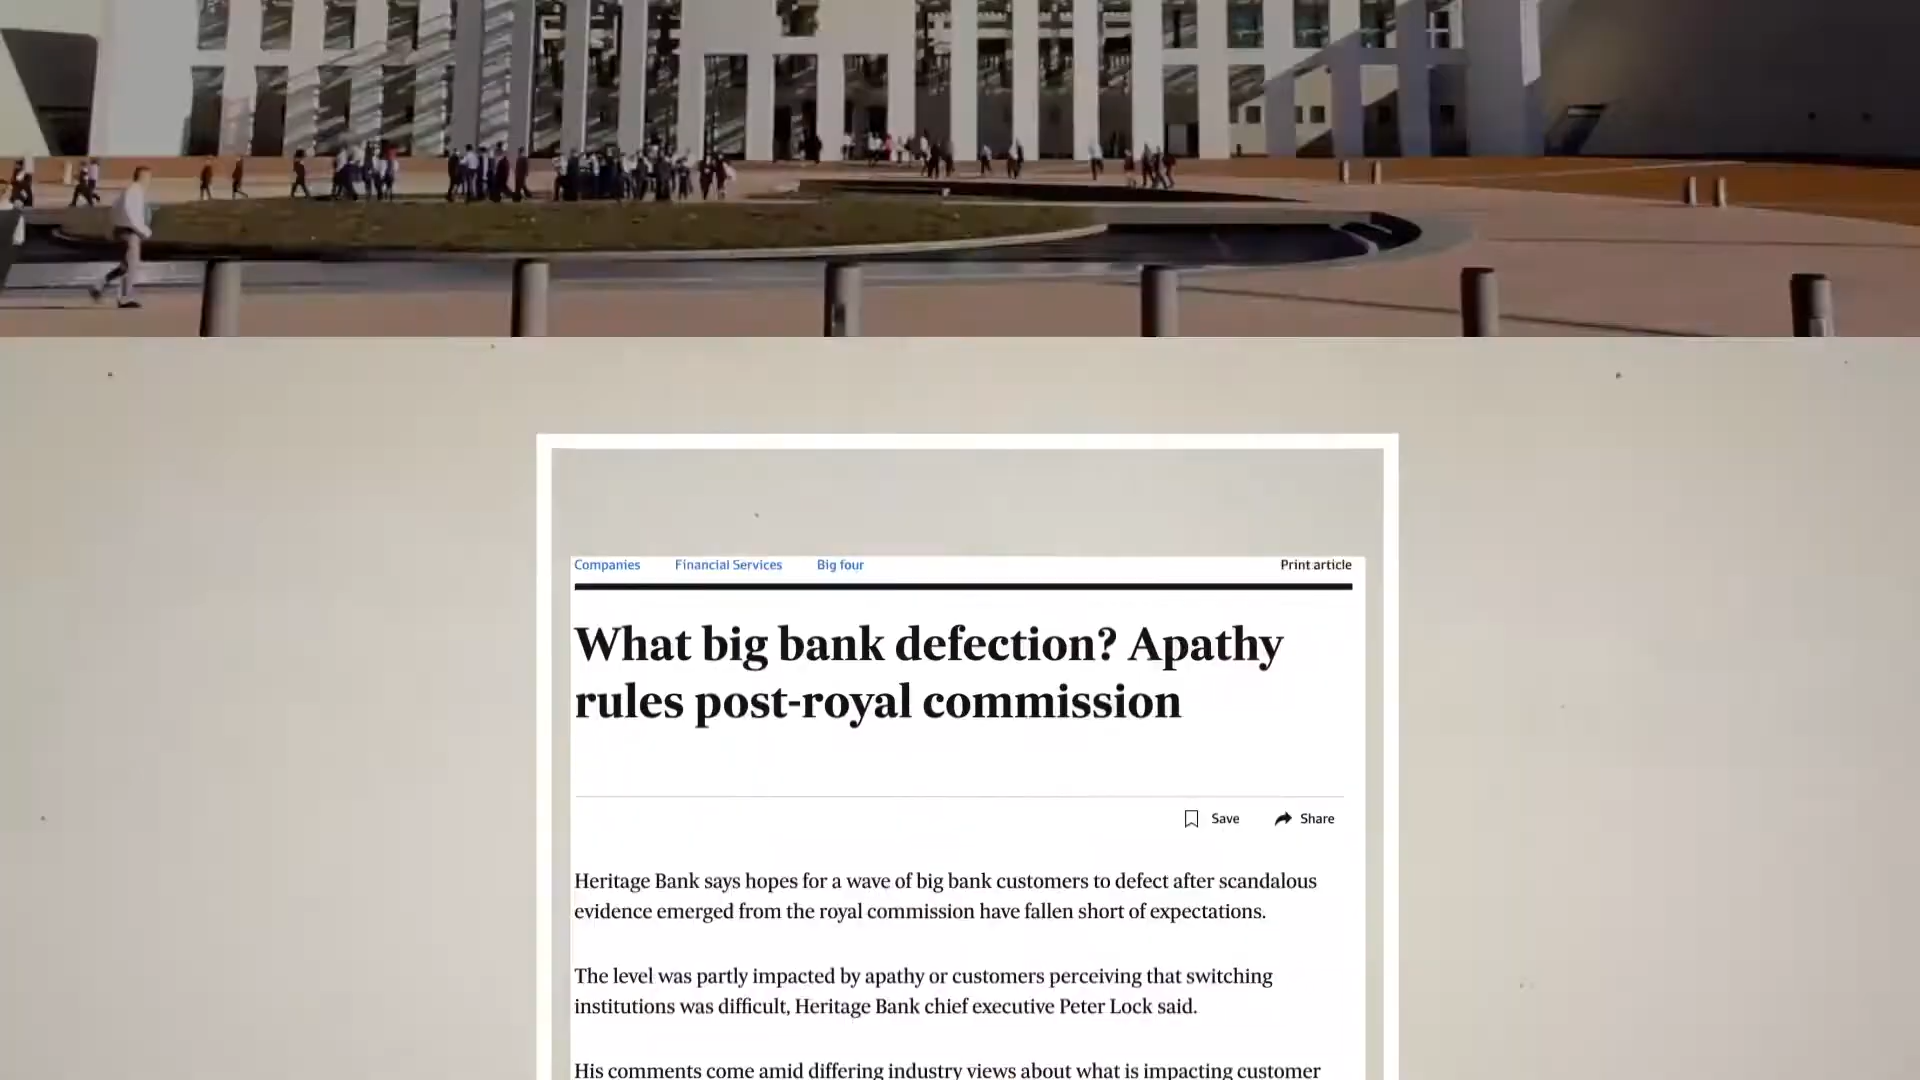 Companies Financial Services Big four Print article
What big bank defection? Apathy
rules post-royal commission
Save Share
Heritage Bank says hopes for a wave of big bank customers to defect after scandalous
evidence emerged from the royal commission have fallen short of expectations.
The level was partly impacted by apathy or customers perceiving that switching
institutions was difficult, Heritage Bank chief executive Peter Lock said.
His comments come amid differing industry views about what is impacting customer